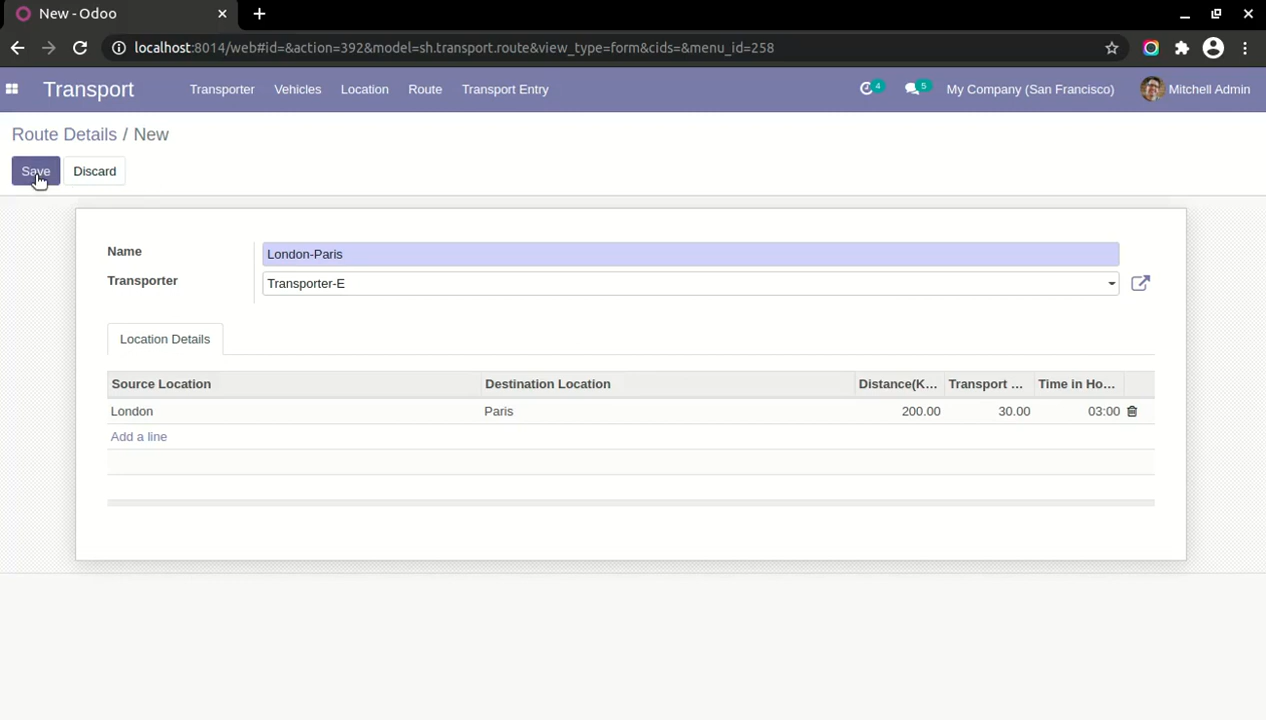 New - Odoo
localhost:8014/web#id=&action=392&model=sh.transport.route&view_type=form&cids=&menu_id=258
Transport Transporter Vehicles Location Route Transport Entry 4 5 My Company (San Francisco) Mitchell Admin
Route Details / New
Save Discard
Name London-Paris
Transporter Transporter-E
Location Details
Source Location Destination Location Distance(K... Transport ... Time in Ho...
London Paris 200.00 30.00 03:00
Add a line